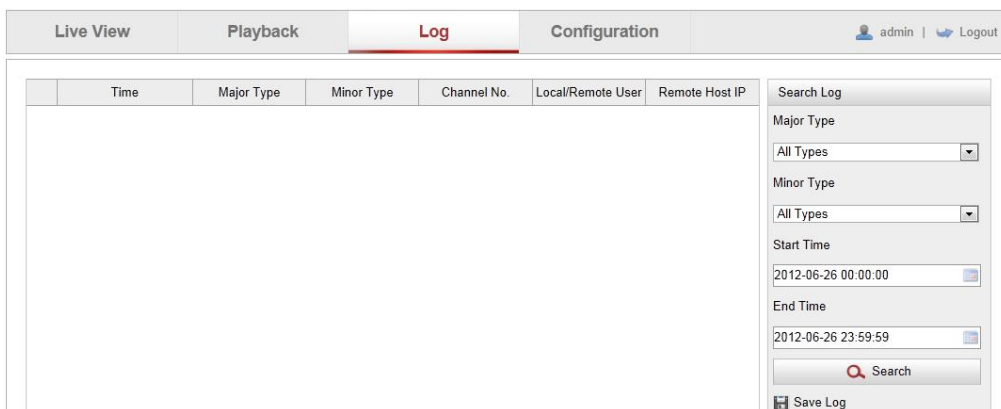 Live View Playback Log Configuration admin | Logout
Time Major Type Minor Type Channel No. Local/Remote User Remote Host IP
Search Log
Major Type
All Types
Minor Type
All Types
Start Time
2012-06-26 00:00:00
End Time
2012-06-26 23:59:59
Search
Save Log